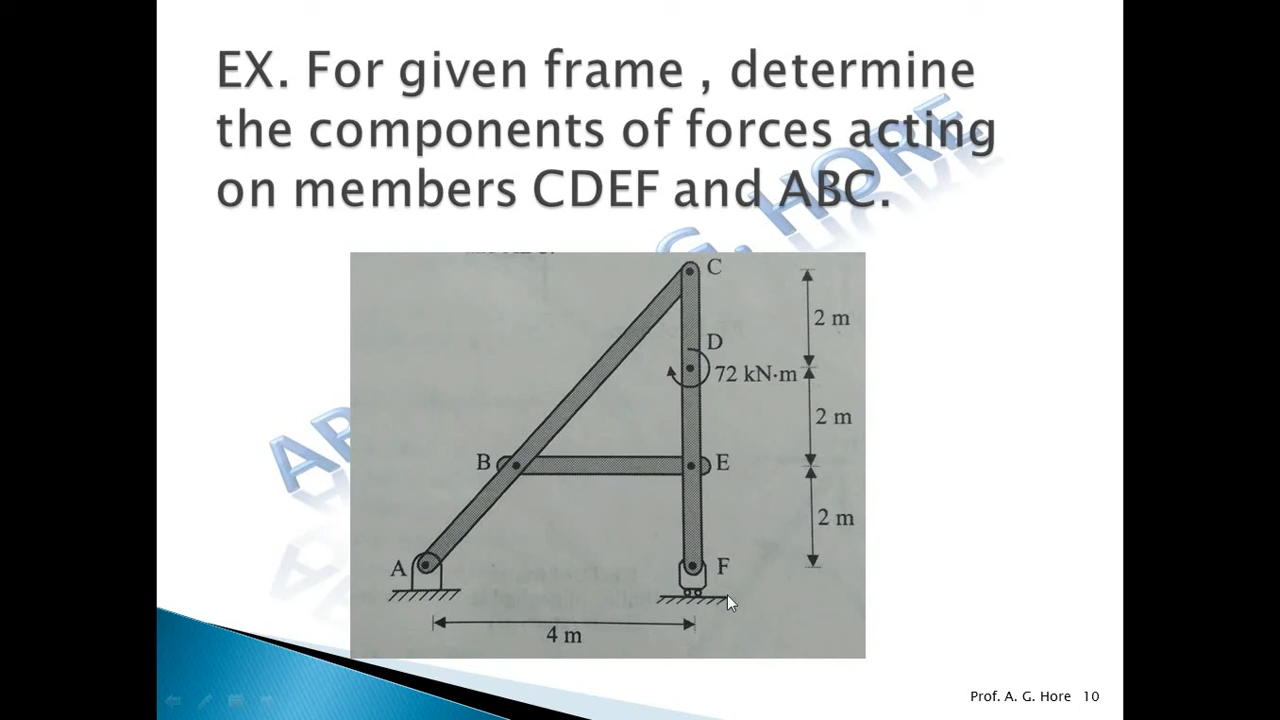 EX. For given frame , determine
the components of forces acting
on members CDEF and ABC.
C
2 m
D
72 kN·m
2 m
B
E
2 m
A
F
4 m
Prof. A. G. Hore 10